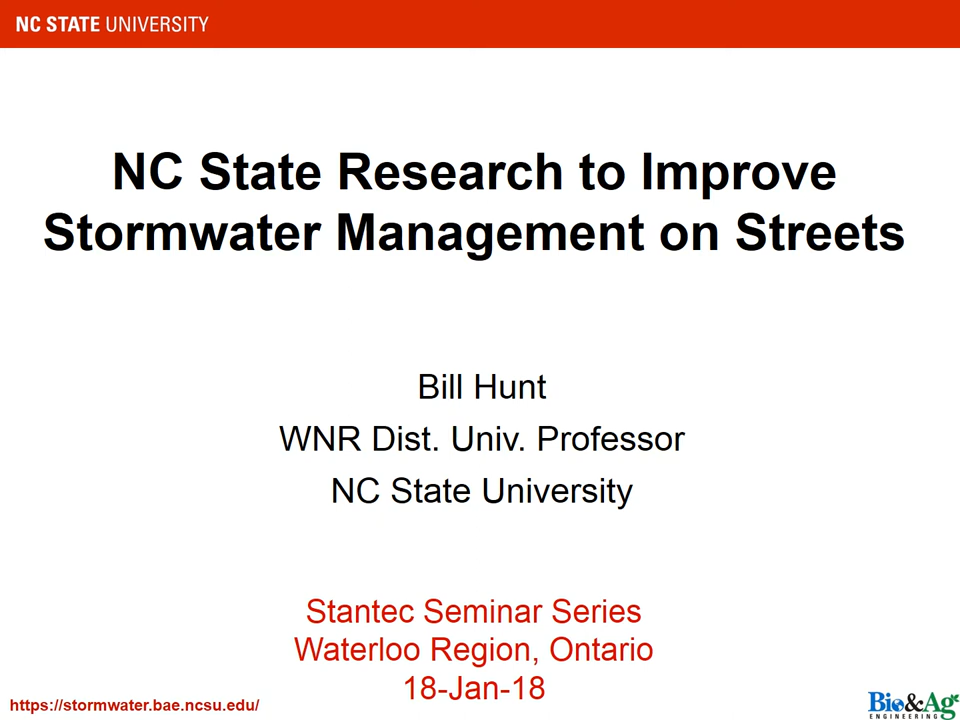 NC STATE UNIVERSITY
NC State Research to Improve
Stormwater Management on Streets
Bill Hunt
WNR Dist. Univ. Professor
NC State University
Stantec Seminar Series
Waterloo Region, Ontario
18-Jan-18
https://stormwater.bae.ncsu.edu/
Bio&Ag
ENGINEERING